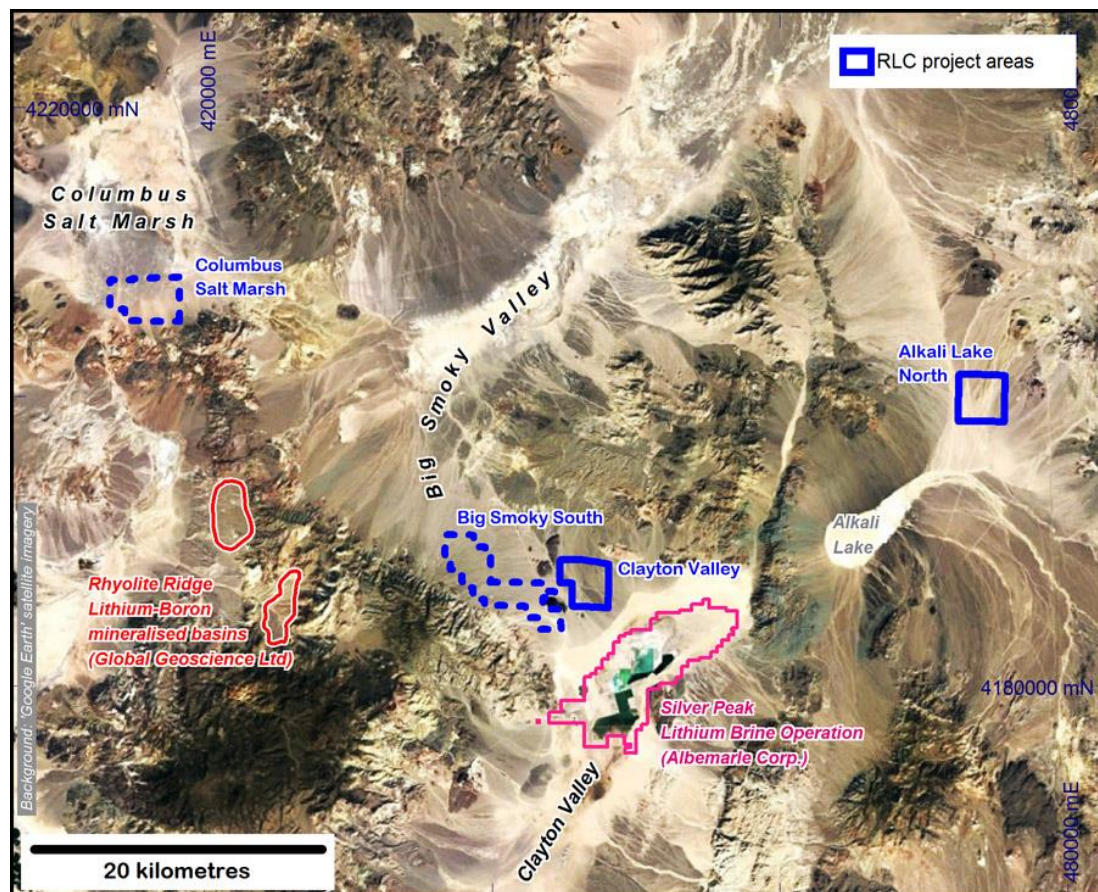 RLC project areas
4220000 mN
420000 mE
Columbus
Salt Marsh
Columbus
Salt Marsh
Big Smoky Valley
Alkali Lake
North
Alkali
Lake
Big Smoky South
Clayton Valley
Rhyolite Ridge
Lithium-Boron
mineralised basins
(Global Geoscience Ltd)
4180000 mN
Silver Peak
Lithium Brine Operation
(Albemarle Corp.)
Clayton Valley
480000 mE
Background: 'Google Earth' satellite imagery
20 kilometres